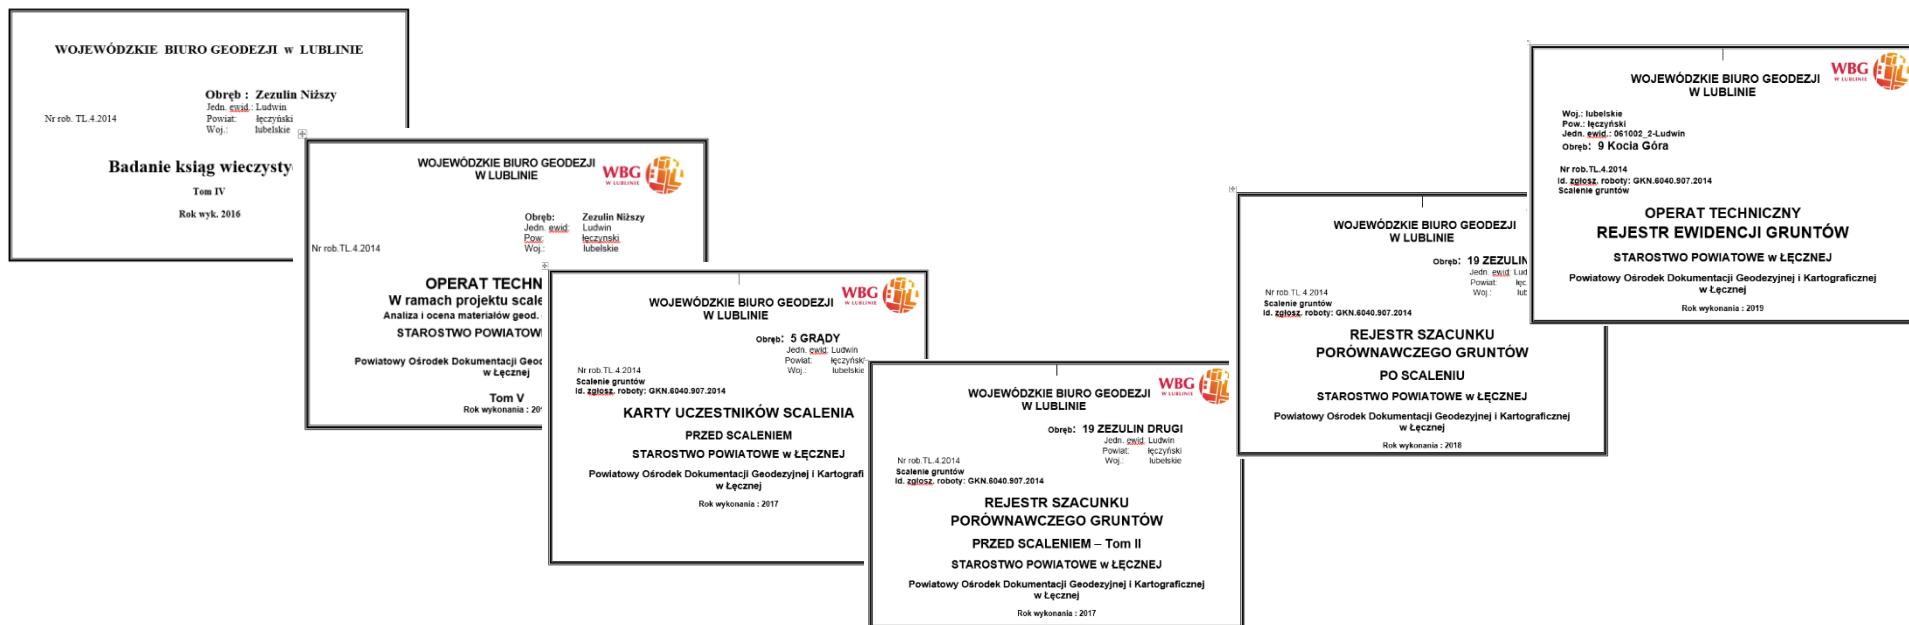 WOJEWÓDZKIE BIURO GEODEZJI w LUBLINIE
Obręb : Zezulin Niższy
Jedn. ewid.: Ludwin
Nr rob. TL.4.2014
Powiat: łęczyński
Woj.: lubelskie
Badanie ksiąg
Tom IV
Rok wyk. 2016
WOJEWÓDZKIE BIURO GEODEZJI
W LUBLINIE
WBG
W LUBLINIE
Obręb: Zezulin Niższy
Jedn. ewid: Ludwin
Pow: łęczynski
Nr rob.TL.4.2014
Woj.: lubelskie
OPERAT
W ramach projektu
Analiza i ocena materiałów geod.
STAROSTWO
Powiatowy Ośrodek Dokumentacji
w Łęcznej
Tom V
Rok wykonania :
WOJEWÓDZKIE BIURO GEODEZJI
W LUBLINIE
WBG
W LUBLINIE
Obręb: 5 GRĄDY
Jedn. ewid: Ludwin
Powiat:
Nr rob.TL.4.2014
Woj.: lubelskie
Scalenie gruntów
Id. zgłosz. roboty: GKN.6040.907.2014
KARTY UCZESTNIKÓW SCALENIA
PRZED SCALENIEM
STAROSTWO POWIATOWE w ŁĘCZNEJ
Powiatowy Ośrodek Dokumentacji Geodezyjnej i
w Łęcznej
Rok wykonania : 2017
WOJEWÓDZKIE BIURO GEODEZJI
W LUBLINIE
WBG
W LUBLINIE
Obręb: 19 ZEZULIN DRUGI
Jedn. ewid: Ludwin
Powiat: łęczyński
Nr rob.TL.4.2014
Woj.: lubelskie
Scalenie gruntów
Id. zgłosz. roboty: GKN.6040.907.2014
REJESTR SZACUNKU
PORÓWNAWCZEGO GRUNTÓW
PRZED SCALENIEM – Tom II
STAROSTWO POWIATOWE w ŁĘCZNEJ
Powiatowy Ośrodek Dokumentacji Geodezyjnej i Kartograficznej
w Łęcznej
Rok wykonania : 2017
WOJEWÓDZKIE BIURO GEODEZJI
W LUBLINIE
Obręb: 19 ZEZULIN
Jedn. ewid:
Powiat:
Nr rob.TL.4.2014
Woj.:
Scalenie gruntów
Id. zgłosz. roboty: GKN.6040.907.2014
REJESTR SZACUNKU
PORÓWNAWCZEGO GRUNTÓW
PO SCALENIU
STAROSTWO POWIATOWE w ŁĘCZNEJ
Powiatowy Ośrodek Dokumentacji Geodezyjnej i Kartograficznej
w Łęcznej
Rok wykonania : 2018
WOJEWÓDZKIE BIURO GEODEZJI
W LUBLINIE
WBG
W LUBLINIE
Woj.: lubelskie
Pow.: łęczyński
Jedn. ewid.: 061002_2-Ludwin
Obręb: 9 Kocia Góra
Nr rob.TL.4.2014
Id. zgłosz. roboty: GKN.6040.907.2014
Scalenie gruntów
OPERAT TECHNICZNY
REJESTR EWIDENCJI GRUNTÓW
STAROSTWO POWIATOWE w ŁĘCZNEJ
Powiatowy Ośrodek Dokumentacji Geodezyjnej i Kartograficznej
w Łęcznej
Rok wykonania : 2019